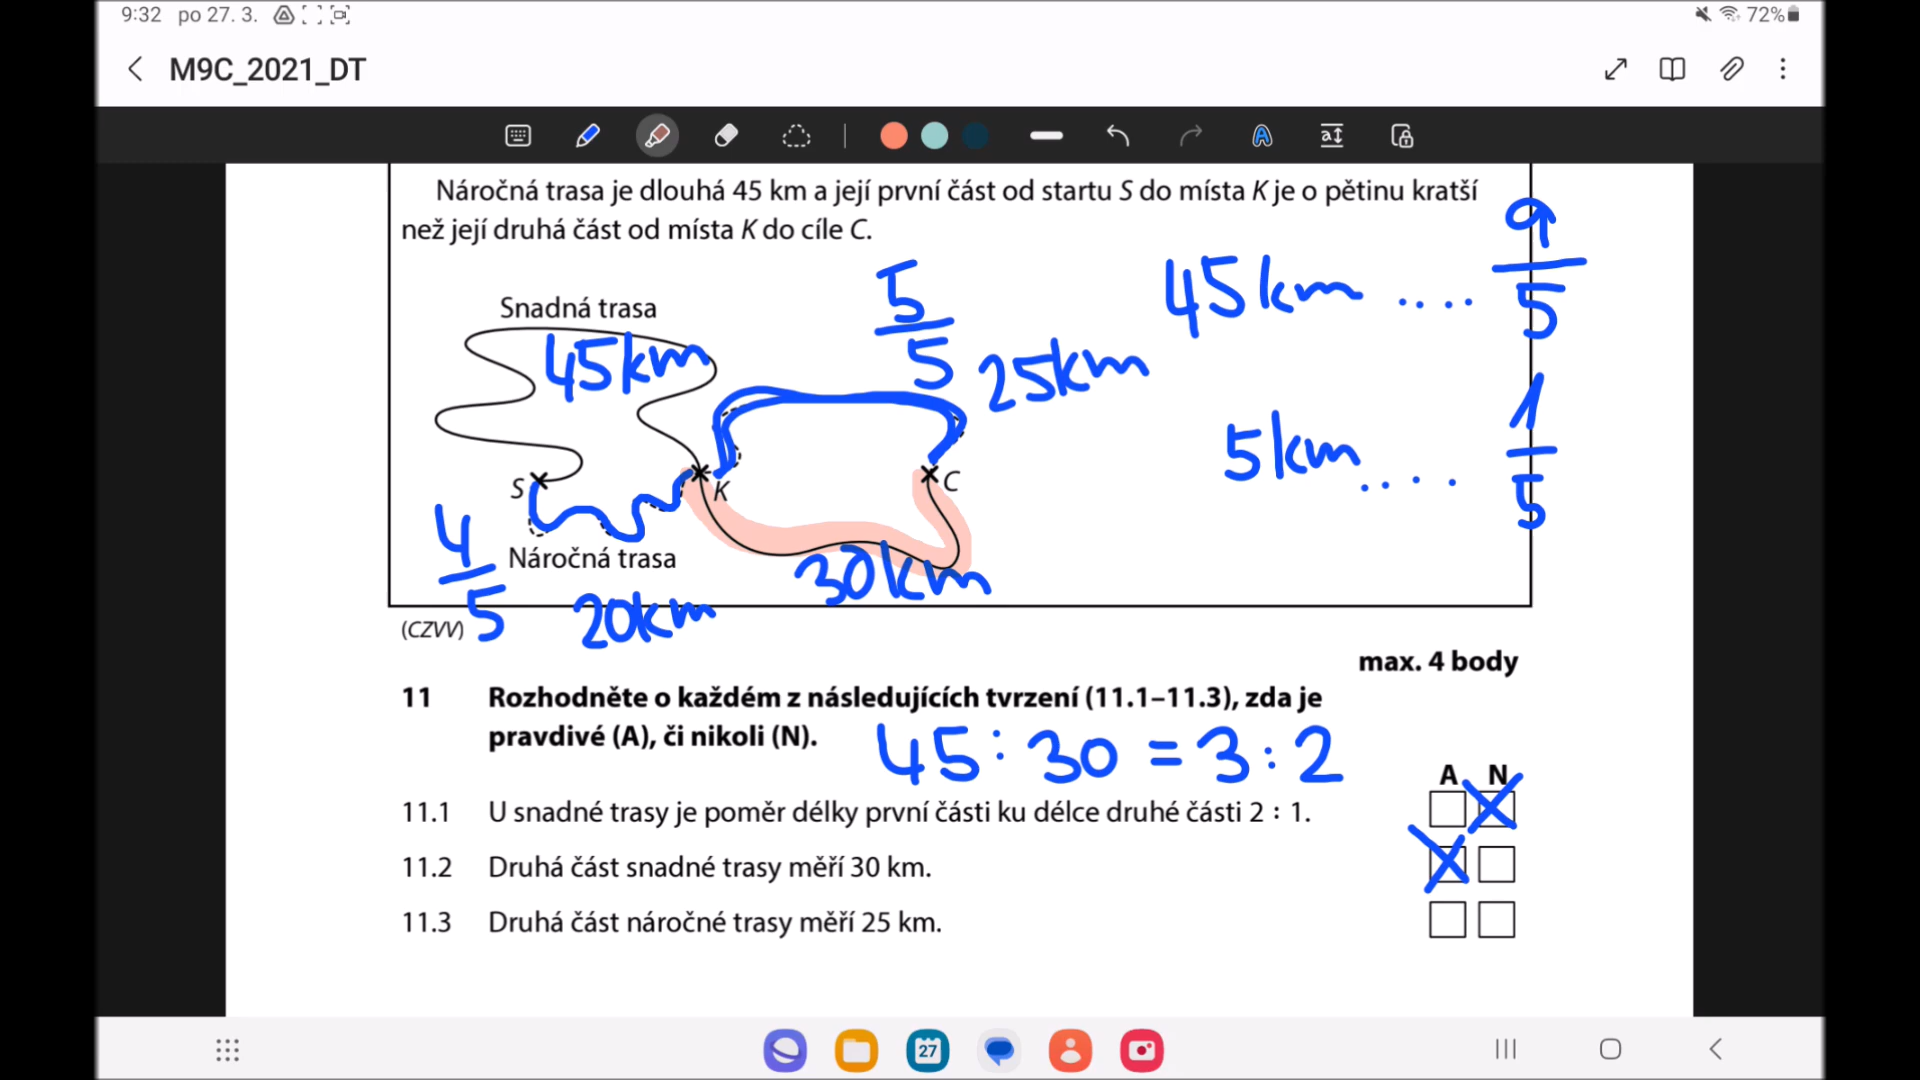 9:32 po 27. 3. 72%
M9C_2021_DT
Náročná trasa je dlouhá 45 km a její první část od startu S do místa K je o pětinu kratší
než její druhá část od místa K do cíle C.
9
5
45km ....
5
5
Snadná trasa
45km
25km
1
5
5km ....
S
K
C
4
5
Náročná trasa
30km
20km
(CZVV)
max. 4 body
11 Rozhodněte o každém z následujících tvrzení (11.1–11.3), zda je
pravdivé (A), či nikoli (N).
45:30 = 3:2
A N
11.1 U snadné trasy je poměr délky první části ku délce druhé části 2 : 1.
11.2 Druhá část snadné trasy měří 30 km.
11.3 Druhá část náročné trasy měří 25 km.
27